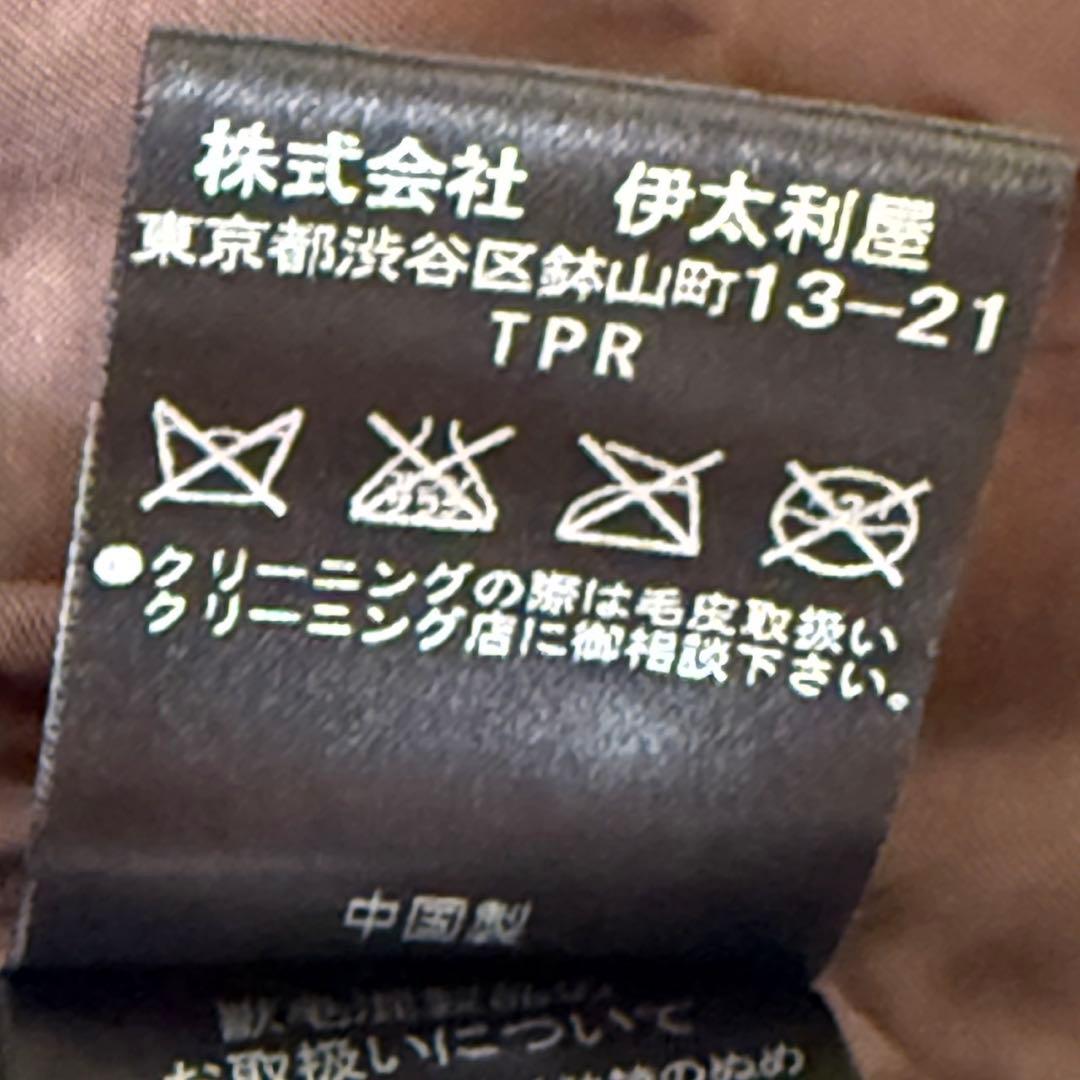 株式会社 伊太利屋
東京都渋谷区鉢山町13-21
TPR
●クリーニングの際は毛皮取扱い
クリーニング店に御相談下さい。
中国製
お取扱いについて
のぬめ